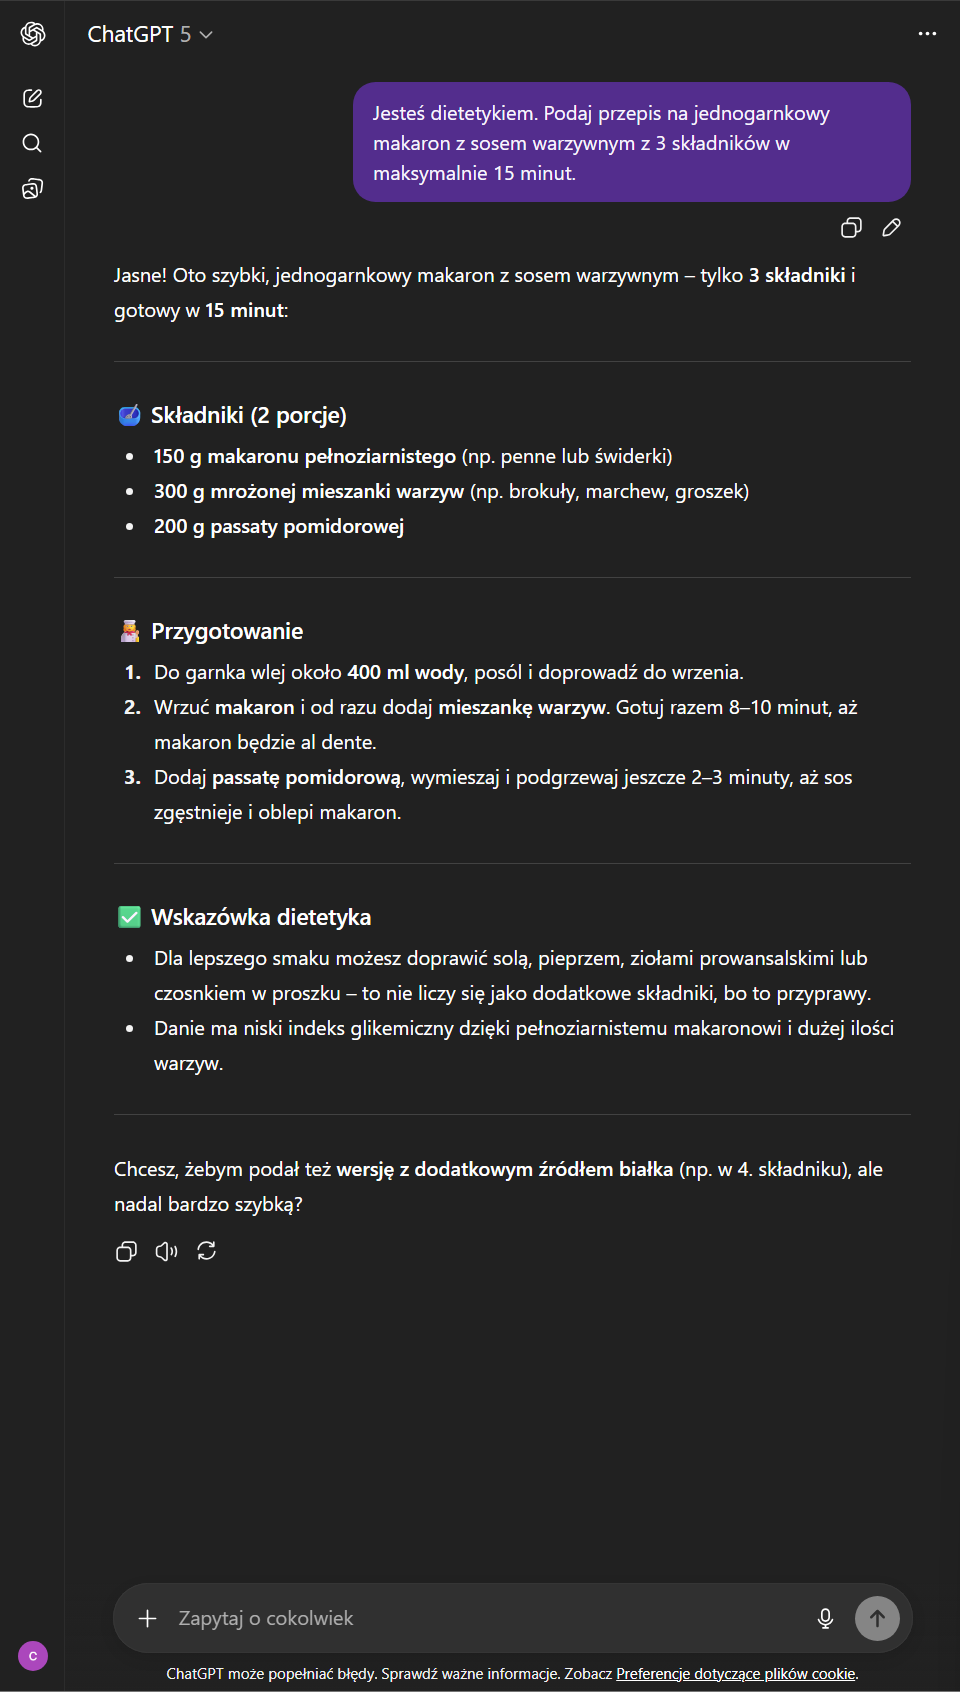 ChatGPT 5
Jesteś dietetykiem. Podaj przepis na jednogarnkowy
makaron z sosem warzywnym z 3 składników w
maksymalnie 15 minut.
Jasne! Oto szybki, jednogarnkowy makaron z sosem warzywnym – tylko 3 składniki i
gotowy w 15 minut:
Składniki (2 porcje)
• 150 g makaronu pełnoziarnistego (np. penne lub świderki)
• 300 g mrożonej mieszanki warzyw (np. brokuły, marchew, groszek)
• 200 g passaty pomidorowej
Przygotowanie
1. Do garnka wlej około 400 ml wody, posól i doprowadź do wrzenia.
2. Wrzuć makaron i od razu dodaj mieszankę warzyw. Gotuj razem 8–10 minut, aż
makaron będzie al dente.
3. Dodaj passatę pomidorową, wymieszaj i podgrzewaj jeszcze 2–3 minuty, aż sos
zgęstnieje i oblepi makaron.
Wskazówka dietetyka
• Dla lepszego smaku możesz doprawić solą, pieprzem, ziołami prowansalskimi lub
czosnkiem w proszku – to nie liczy się jako dodatkowe składniki, bo to przyprawy.
• Danie ma niski indeks glikemiczny dzięki pełnoziarnistemu makaronowi i dużej ilości
warzyw.
Chcesz, żebym podał też wersję z dodatkowym źródłem białka (np. w 4. składniku), ale
nadal bardzo szybką?
Zapytaj o cokolwiek
C
ChatGPT może popełniać błędy. Sprawdź ważne informacje. Zobacz Preferencje dotyczące plików cookie.